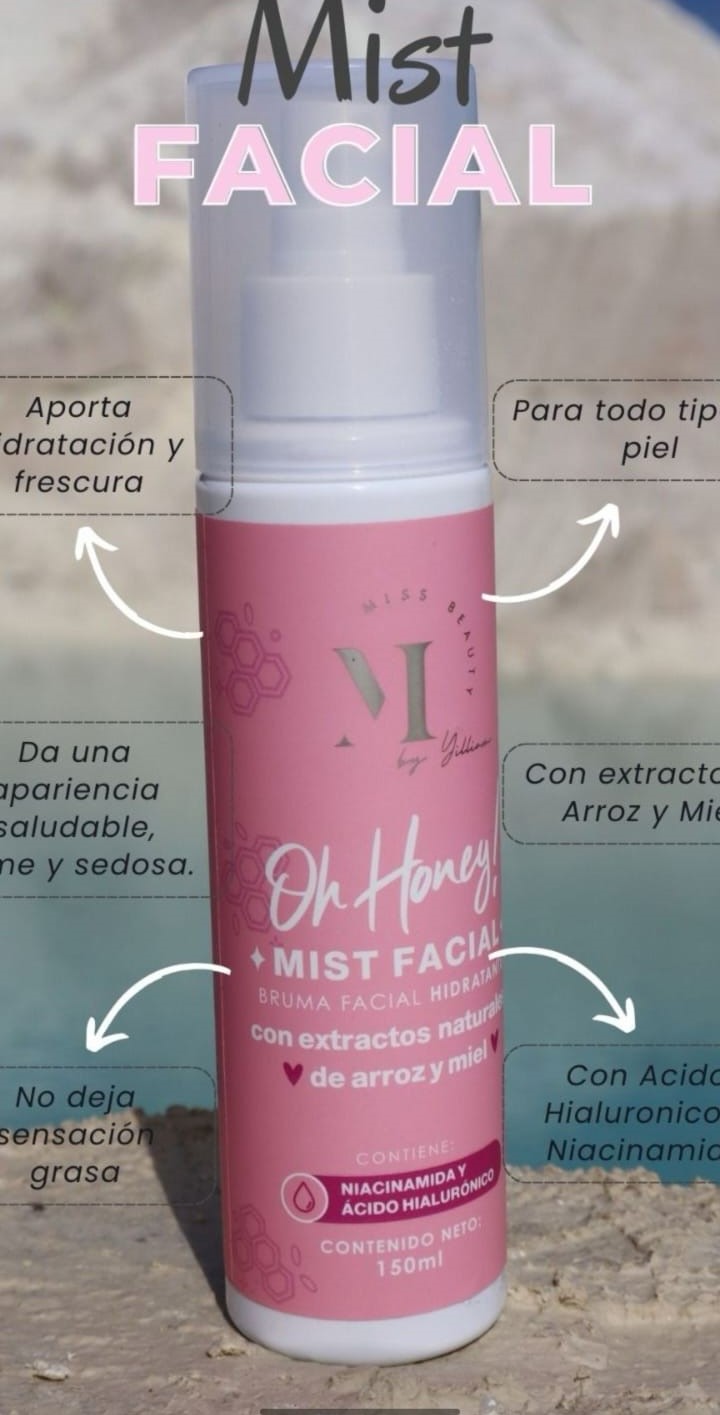 Mist
FACIAL
Aporta
idratación y
frescura
Para todo tip
piel
Da una
apariencia
saludable,
me y sedosa.
Con extracto
Arroz y Mie
No deja
sensación
grasa
Con Acido
Hialuronico
Niacinamid
MISS BEAUTY
M
by Yillian
Oh Honey!
MIST FACIAL
BRUMA FACIAL HIDRATANT
con extractos naturale
de arroz y miel
CONTIENE:
NIACINAMIDA Y
ÁCIDO HIALURÓNICO
CONTENIDO NETO:
150ml